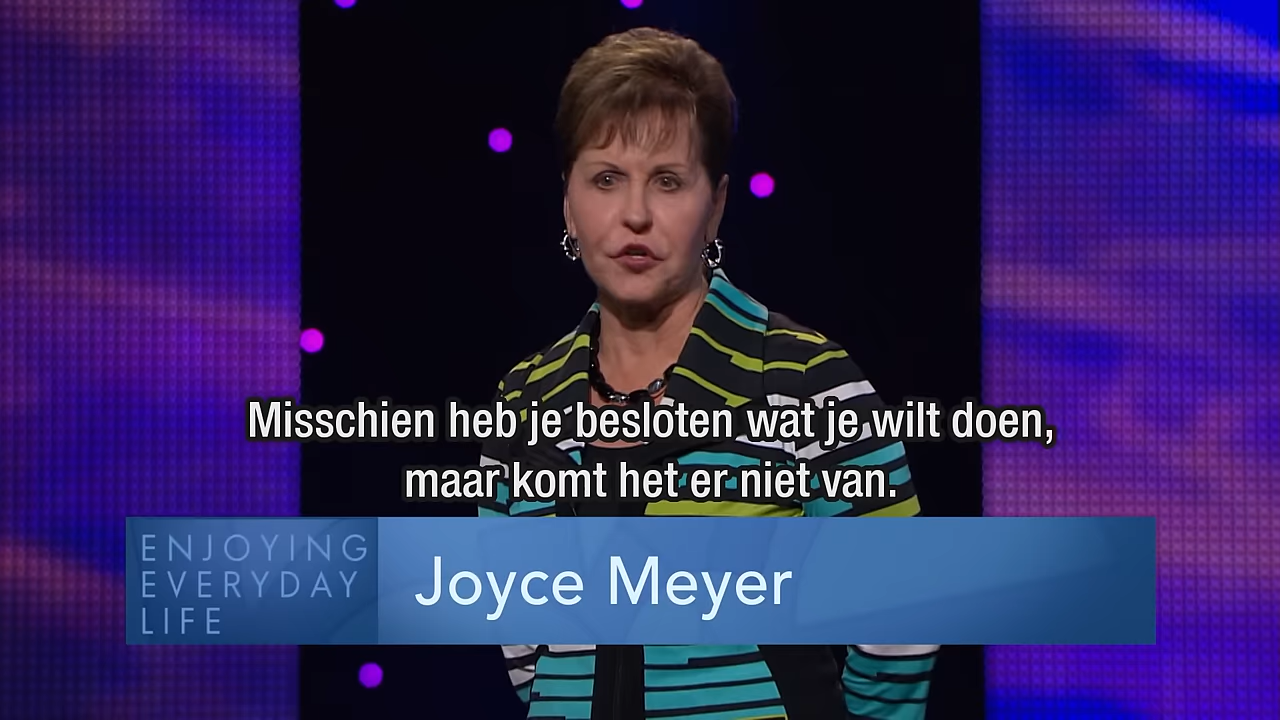 Misschien heb je besloten wat je wilt doen,
maar komt het er niet van.
ENJOYING
EVERYDAY
LIFE
Joyce Meyer